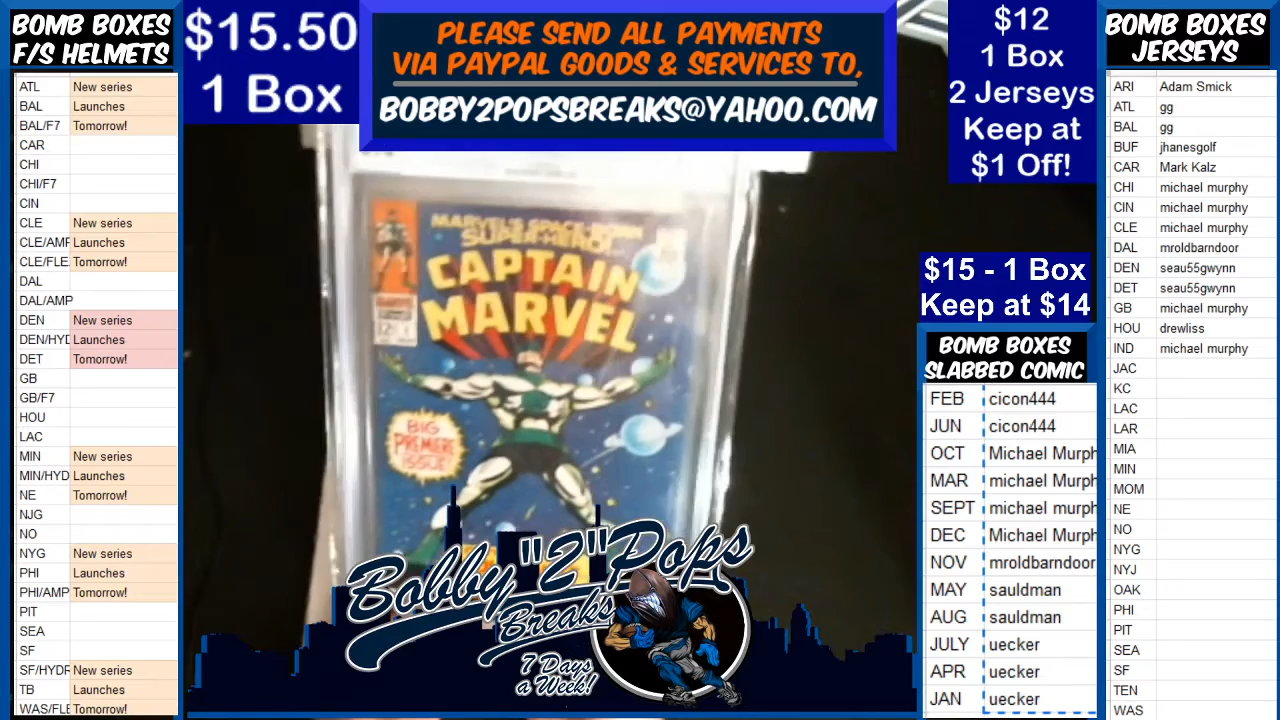 BOMB BOXES
F/S HELMETS
ATL New series
BAL Launches
BAL/F7 Tomorrow!
CAR
CHI
CHI/F7
CIN
CLE New series
CLE/AMF Launches
CLE/FLE Tomorrow!
DAL
DAL/AMP
DEN New series
DEN/HYD Launches
DET Tomorrow!
GB
GB/F7
HOU
LAC
MIN New series
MIN/HYD Launches
NE Tomorrow!
NJG
NO
NYG New series
PHI Launches
PHI/AMP Tomorrow!
PIT
SEA
SF
SF/HYDR New series
TB Launches
WAS/FLE Tomorrow!
$15.50
1 Box
PLEASE SEND ALL PAYMENTS
VIA PAYPAL GOODS & SERVICES TO,
BOBBY2POPSBREAKS@YAHOO.COM
MARVEL'S SPACE-BORN
SUPER-HERO!
CAPTAIN
MARVEL
BIG
PREMIERE
ISSUE!
Bobby "2" Pops
Breaks
7 Days
a Week!
$12
1 Box
2 Jerseys
Keep at
$1 Off!
$15 - 1 Box
Keep at $14
BOMB BOXES
SLABBED COMIC
FEB cicon444
JUN cicon444
OCT Michael Murph
MAR michael Murph
SEPT michael murph
DEC Michael Murph
NOV mroldbarndoor
MAY sauldman
AUG sauldman
JULY uecker
APR uecker
JAN uecker
BOMB BOXES
JERSEYS
ARI Adam Smick
ATL gg
BAL gg
BUF jhanesgolf
CAR Mark Kalz
CHI michael murphy
CIN michael murphy
CLE michael murphy
DAL mroldbarndoor
DEN seau55gwynn
DET seau55gwynn
GB michael murphy
HOU drewliss
IND michael murphy
JAC
KC
LAC
LAR
MIA
MIN
MOM
NE
NO
NYG
NYJ
OAK
PHI
PIT
SEA
SF
TEN
WAS